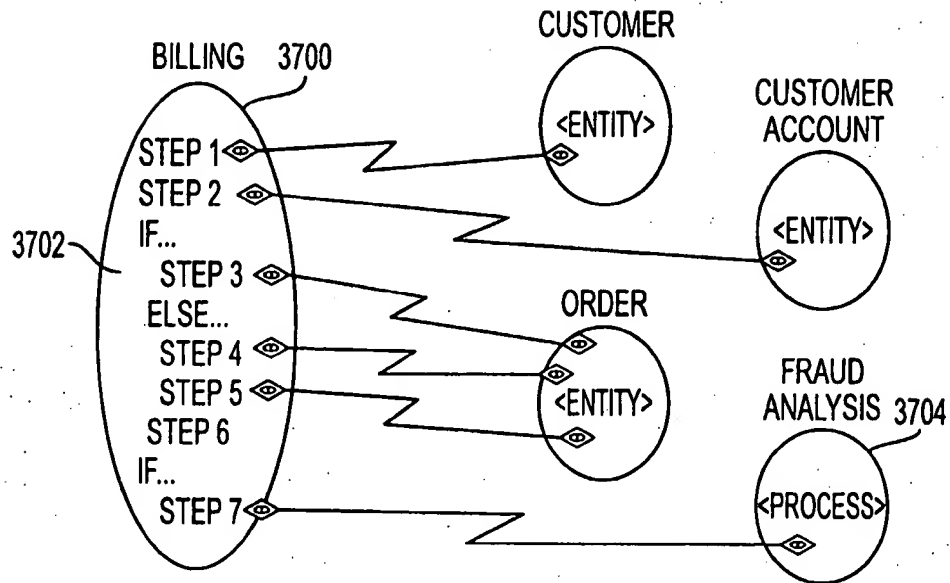 BILLING 3700
STEP 1
STEP 2
IF...
3702
STEP 3
ELSE...
STEP 4
STEP 5
STEP 6
IF...
STEP 7
CUSTOMER
<ENTITY>
CUSTOMER
ACCOUNT
<ENTITY>
ORDER
<ENTITY>
FRAUD
ANALYSIS 3704
<PROCESS>